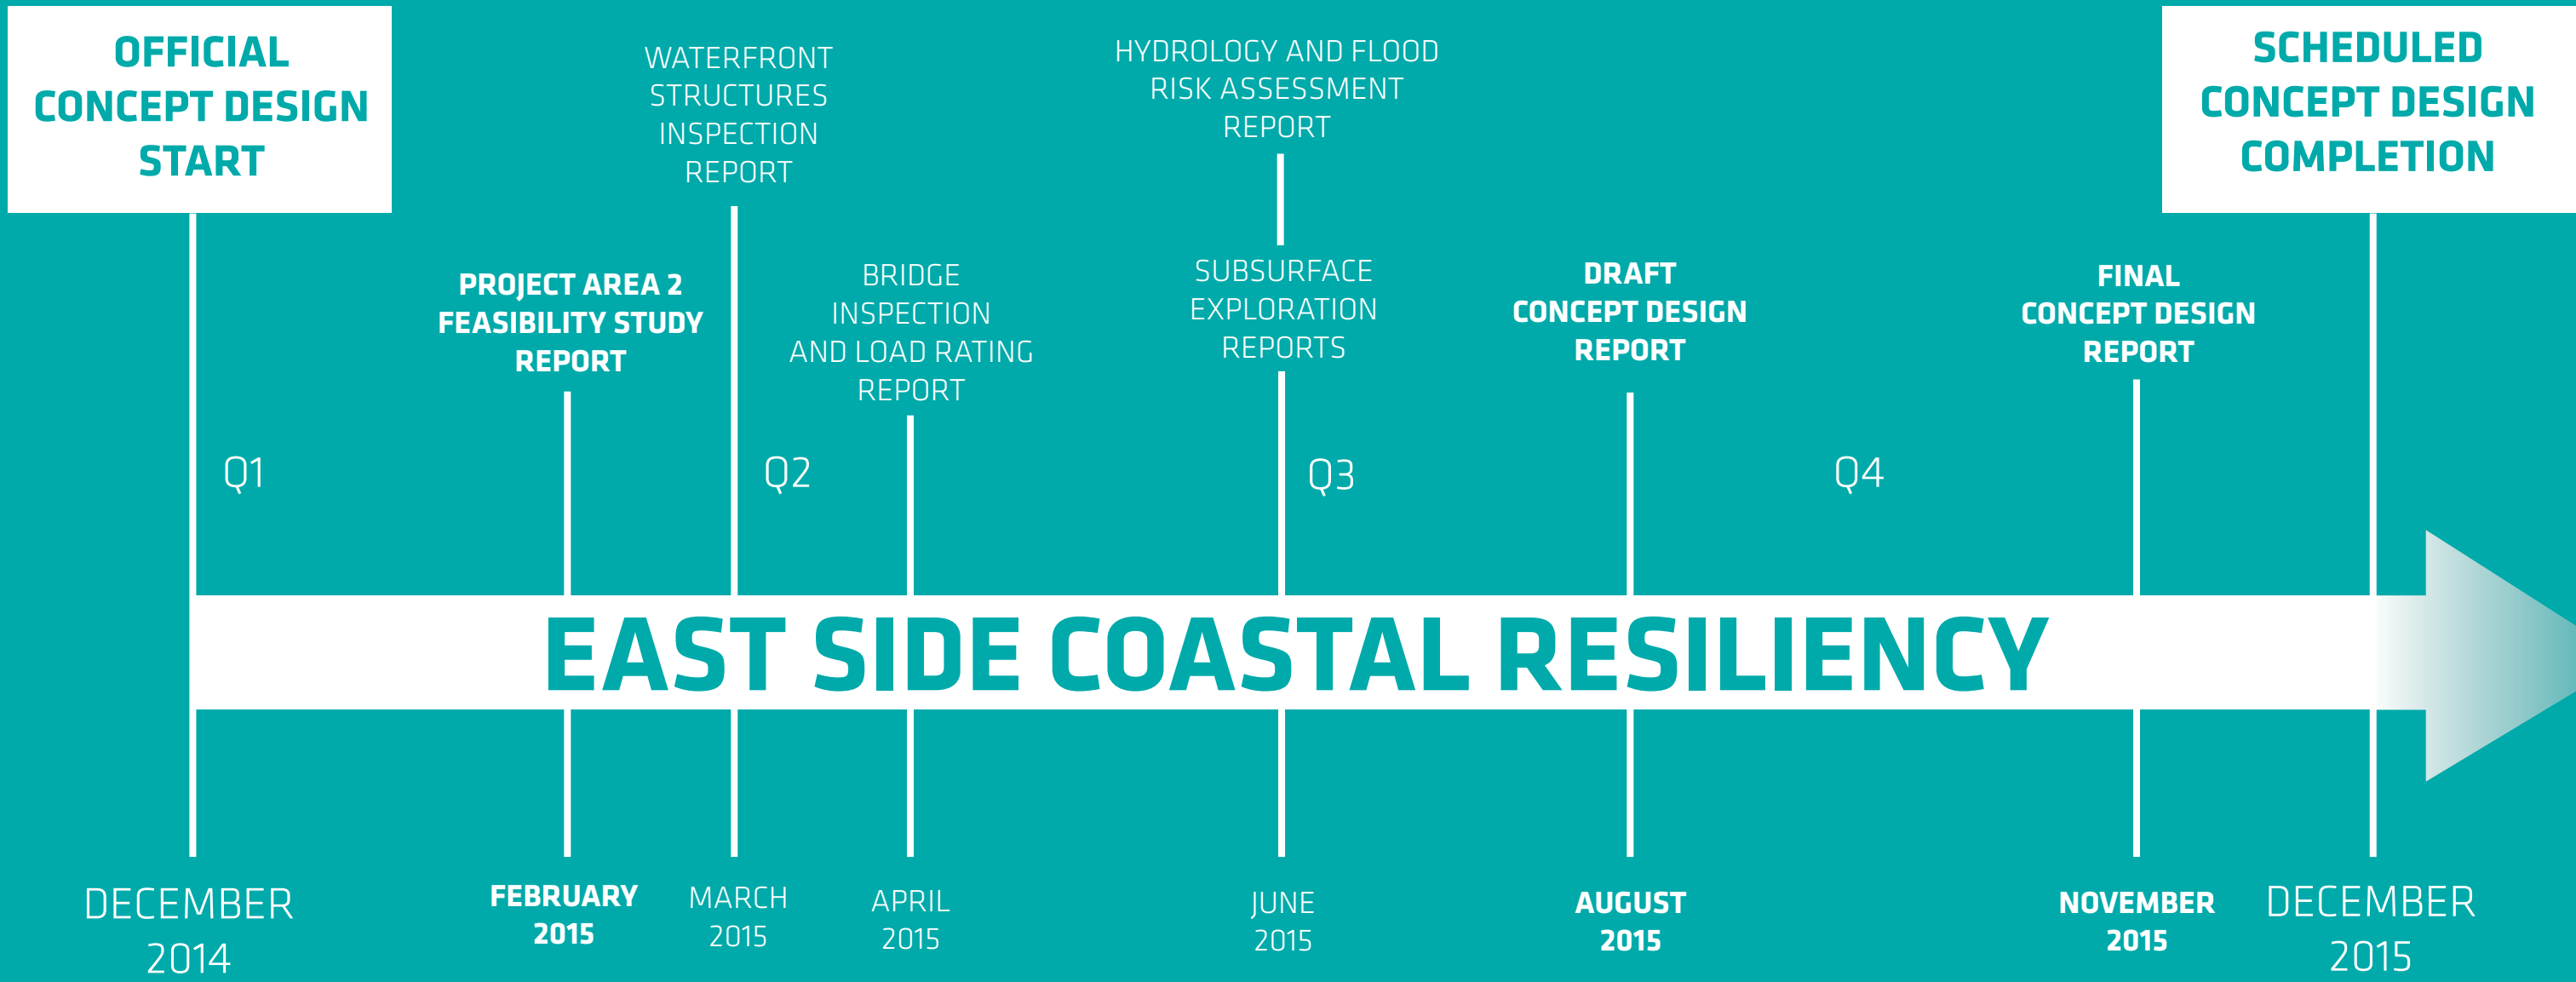 OFFICIAL
CONCEPT DESIGN
START
WATERFRONT
STRUCTURES
INSPECTION
REPORT
HYDROLOGY AND FLOOD
RISK ASSESSMENT
REPORT
SCHEDULED
CONCEPT DESIGN
COMPLETION
PROJECT AREA 2
FEASIBILITY STUDY
REPORT
BRIDGE
INSPECTION
AND LOAD RATING
REPORT
SUBSURFACE
EXPLORATION
REPORTS
DRAFT
CONCEPT DESIGN
REPORT
FINAL
CONCEPT DESIGN
REPORT
Q1
Q2
Q3
Q4
EAST SIDE COASTAL RESILIENCY
DECEMBER
2014
FEBRUARY
2015
MARCH
2015
APRIL
2015
JUNE
2015
AUGUST
2015
NOVEMBER
2015
DECEMBER
2015